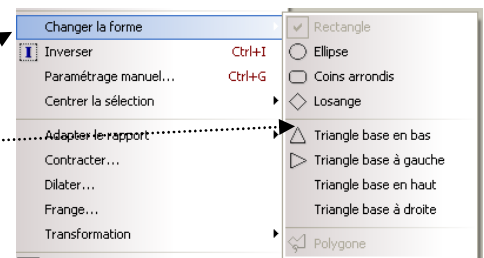 Changer la forme
Inverser Ctrl+I
Paramétrage manuel... Ctrl+G
Centrer la sélection
Adapter le rapport
Contracter...
Dilater...
Frange...
Transformation
Rectangle
Ellipse
Coins arrondis
Losange
Triangle base en bas
Triangle base à gauche
Triangle base en haut
Triangle base à droite
Polygone